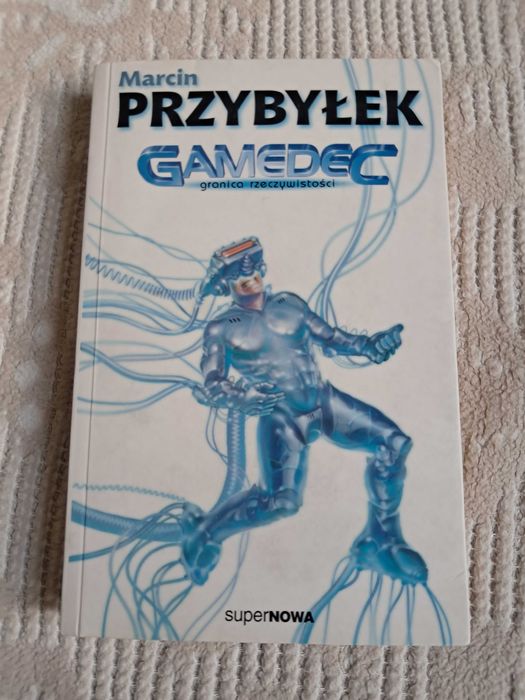 Marcin
PRZYBYŁEK
GAMEDEC
granica rzeczywistości
superNOWA